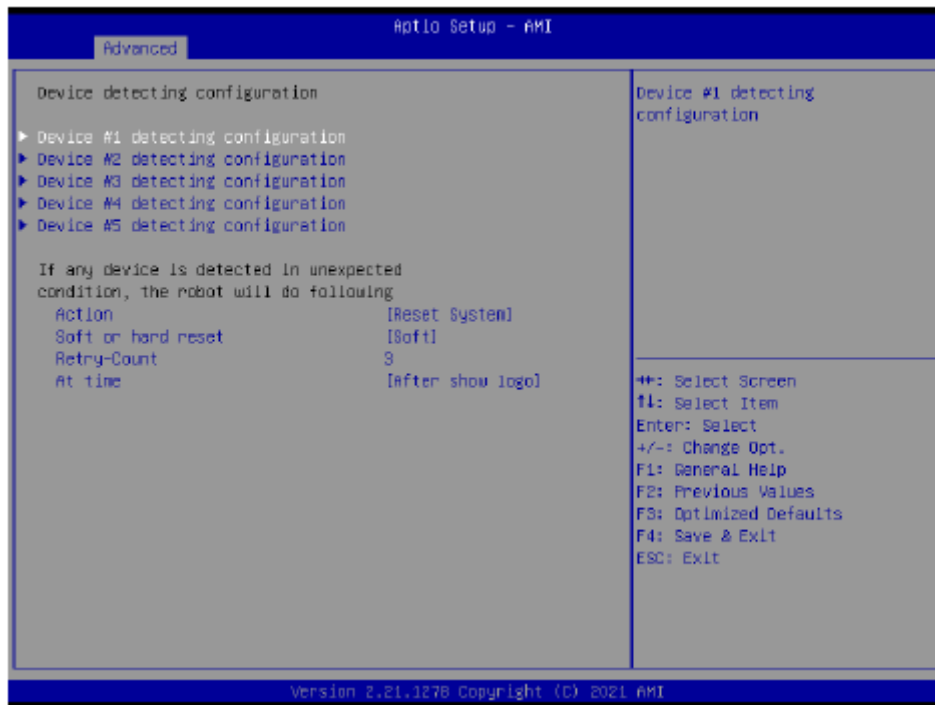 Aptio Setup - AMI
Advanced
Device detecting configuration
Device #1 detecting configuration
Device #2 detecting configuration
Device #3 detecting configuration
Device #4 detecting configuration
Device #5 detecting configuration
If any device is detected in unexpected
condition, the robot will do following
Action [Reset System]
Soft or hard reset [Soft]
Retry-Count 3
At time [After show logo]
Device #1 detecting
configuration
→←: Select Screen
↑↓: Select Item
Enter: Select
+/-: Change Opt.
F1: General Help
F2: Previous Values
F3: Optimized Defaults
F4: Save & Exit
ESC: Exit
Version 2.21.1278 Copyright (C) 2021 AMI